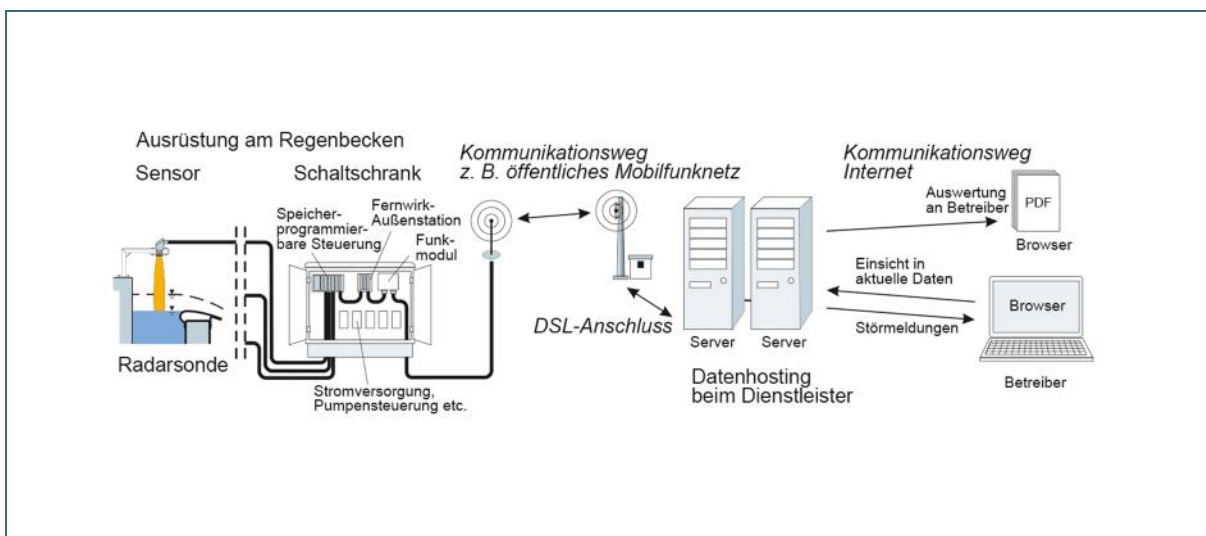 Ausrüstung am Regenbecken
Sensor
Schaltschrank
Speicher-
programmier-
bare Steuerung
Fernwirk-
Außenstation
Funk-
modul
Radarsonde
Stromversorgung,
Pumpensteuerung etc.
Kommunikationsweg
z. B. öffentliches Mobilfunknetz
DSL-Anschluss
Server
Server
Datenhosting
beim Dienstleister
Kommunikationsweg
Internet
Auswertung
an Betreiber
PDF
Browser
Einsicht in
aktuelle Daten
Störmeldungen
Browser
Betreiber